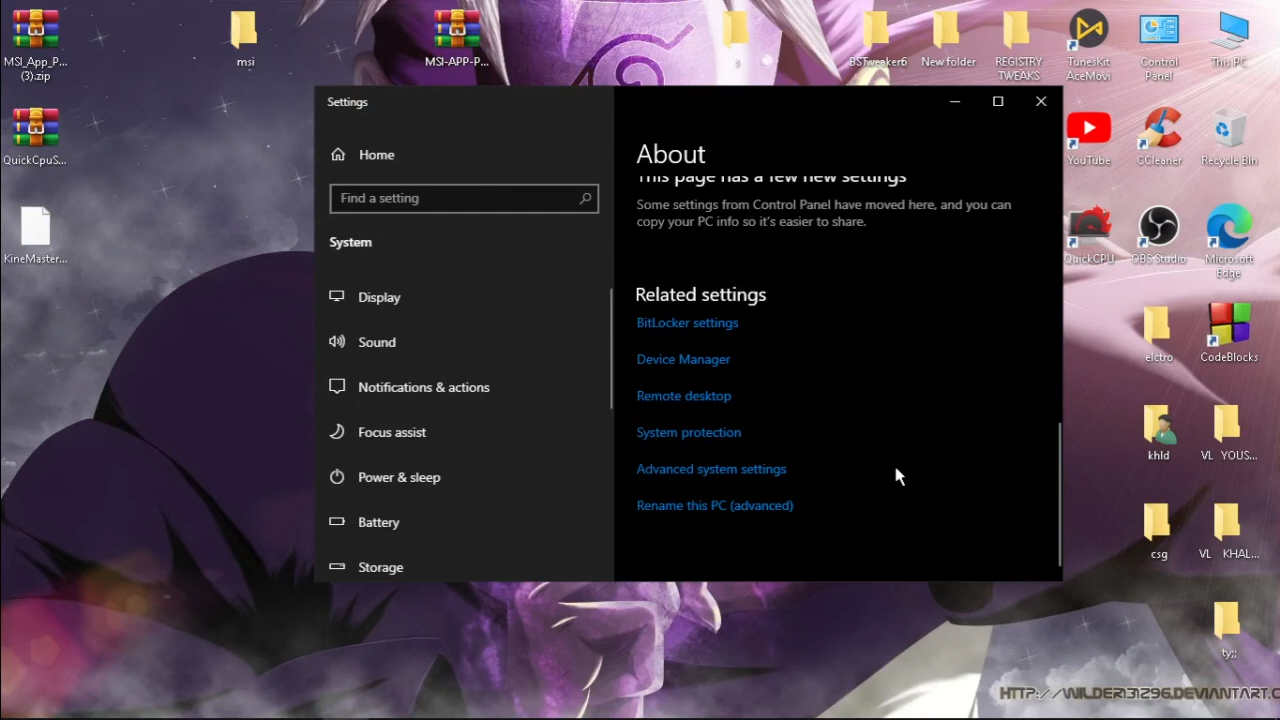 MSI_App_P...
(3).zip
msi
MSI-APP-P...
BSTweaker6
New folder
REGISTRY
TWEAKS
TunesKit
AceMovi
Control
Panel
This PC
QuickCpuS...
KineMaster...
YouTube
CCleaner
Recycle Bin
QuickCPU
OBS Studio
Microsoft
Edge
elctro
CodeBlocks
khld
VL YOUS...
csg
VL KHAL...
ty;;
Settings
Home
Find a setting
System
Display
Sound
Notifications & actions
Focus assist
Power & sleep
Battery
Storage
About
This page has a few new settings
Some settings from Control Panel have moved here, and you can
copy your PC info so it's easier to share.
Related settings
BitLocker settings
Device Manager
Remote desktop
System protection
Advanced system settings
Rename this PC (advanced)
HTTP://WILDER131296.DEVIANTART.C